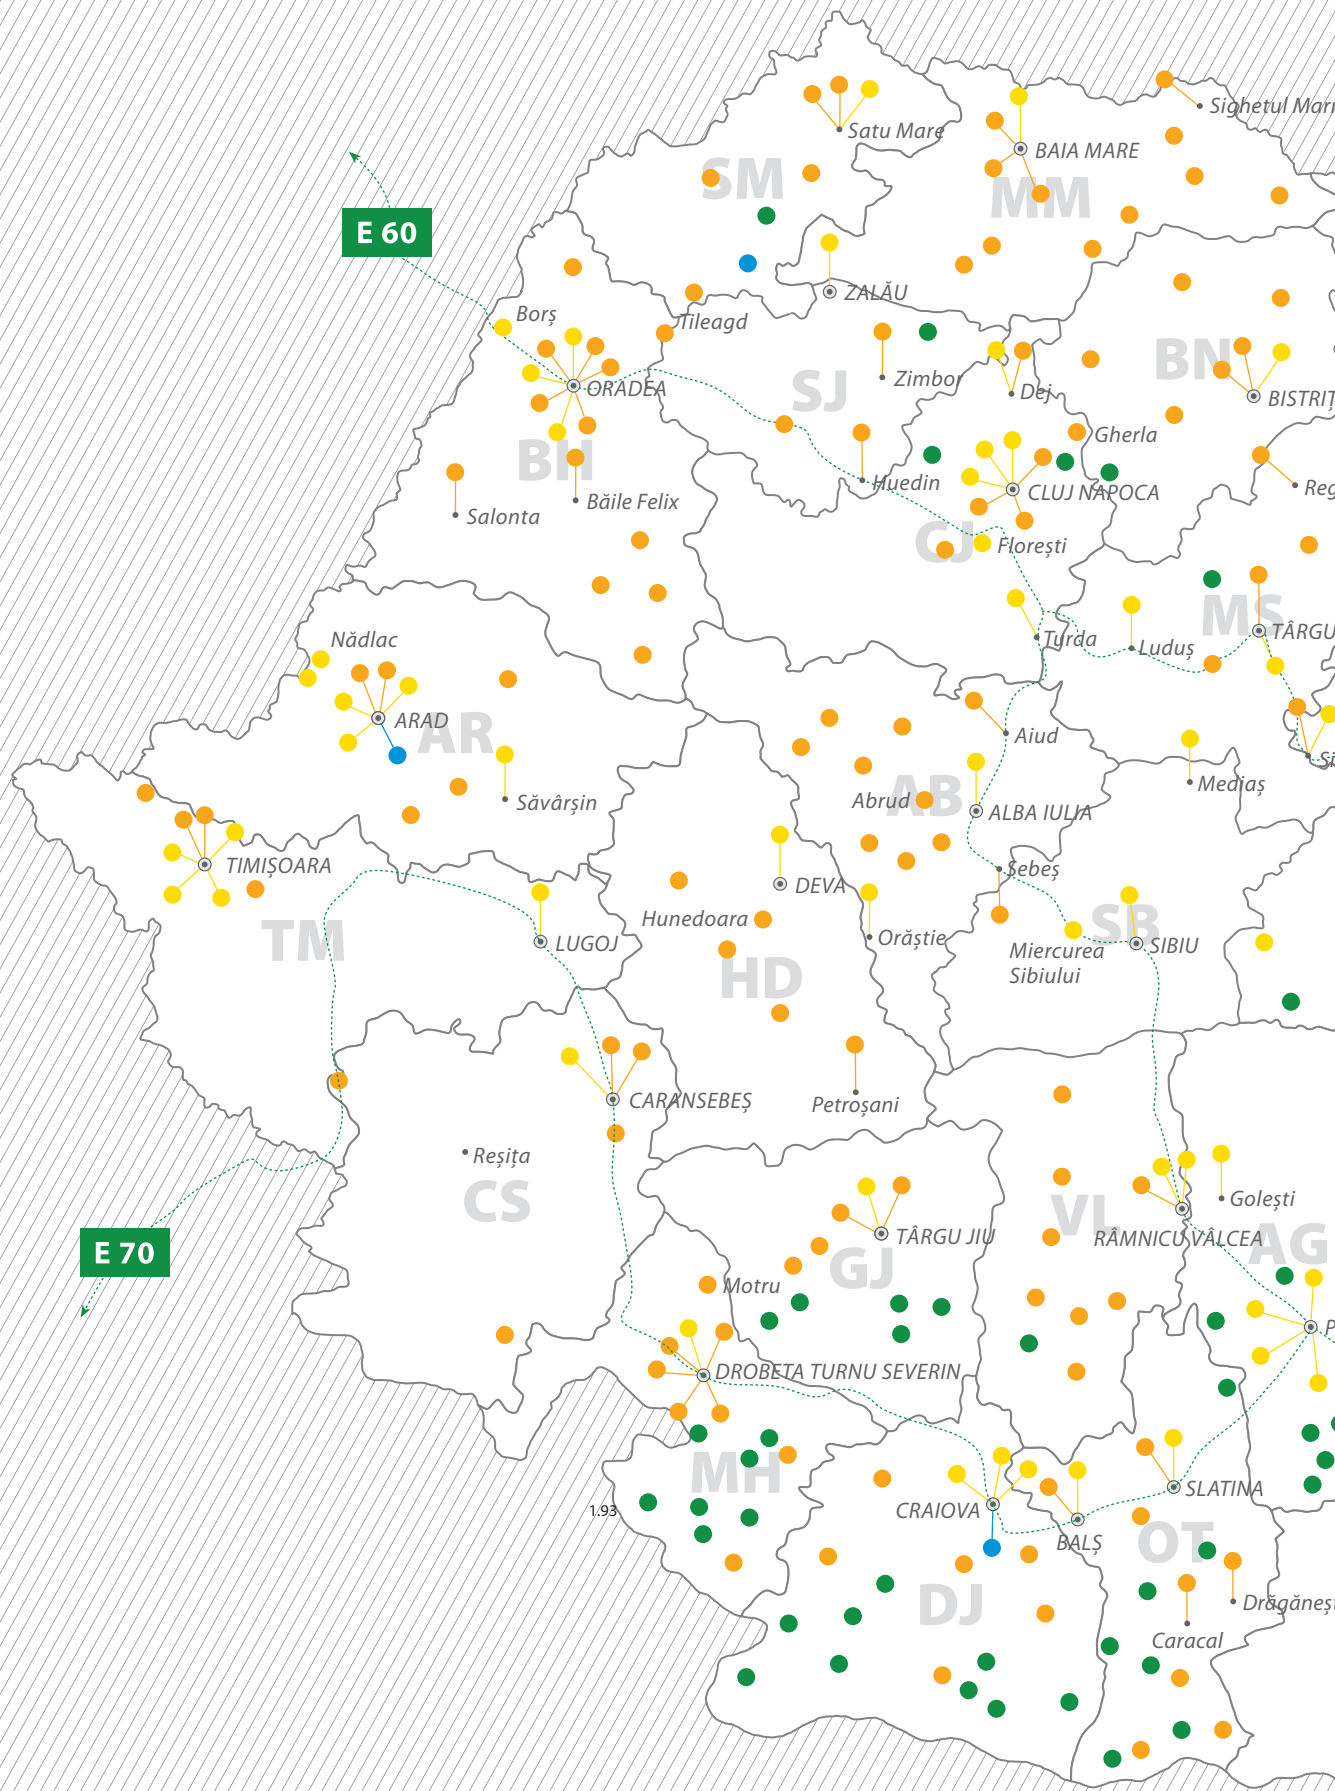 Sighetul Marm
Satu Mare
BAIA MARE
SM
MM
E 60
ZALĂU
Borș
Tileagd
BN
Zimbor
ORADEA
SJ
Dej
BISTRIȚ
Gherla
BH
Huedin
CLUJ NAPOCA
Reg
Băile Felix
Salonta
CJ
Florești
MS
TÂRGU
Nădlac
Turda
Luduș
ARAD
AR
Aiud
Si
Mediaș
Abrud
AB
Săvârșin
ALBA IULIA
TIMIȘOARA
Sebeș
DEVA
Hunedoara
SB
TM
LUGOJ
Orăștie
SIBIU
Miercurea
Sibiului
HD
CARANSEBEȘ
Petroșani
Reșița
CS
Golești
VL
TÂRGU JIU
RÂMNICU VÂLCEA
AG
E 70
GJ
Motru
P
DROBETA TURNU SEVERIN
MH
SLATINA
1.93
CRAIOVA
BALȘ
OT
DJ
Drăgăneșt
Caracal